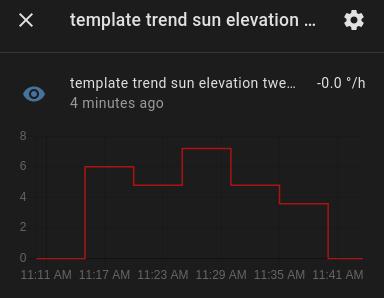 template trend sun elevation ...
template trend sun elevation twe... -0.0 °/h
4 minutes ago
8
6
4
2
0
11:11 AM 11:17 AM 11:23 AM 11:29 AM 11:35 AM 11:41 AM